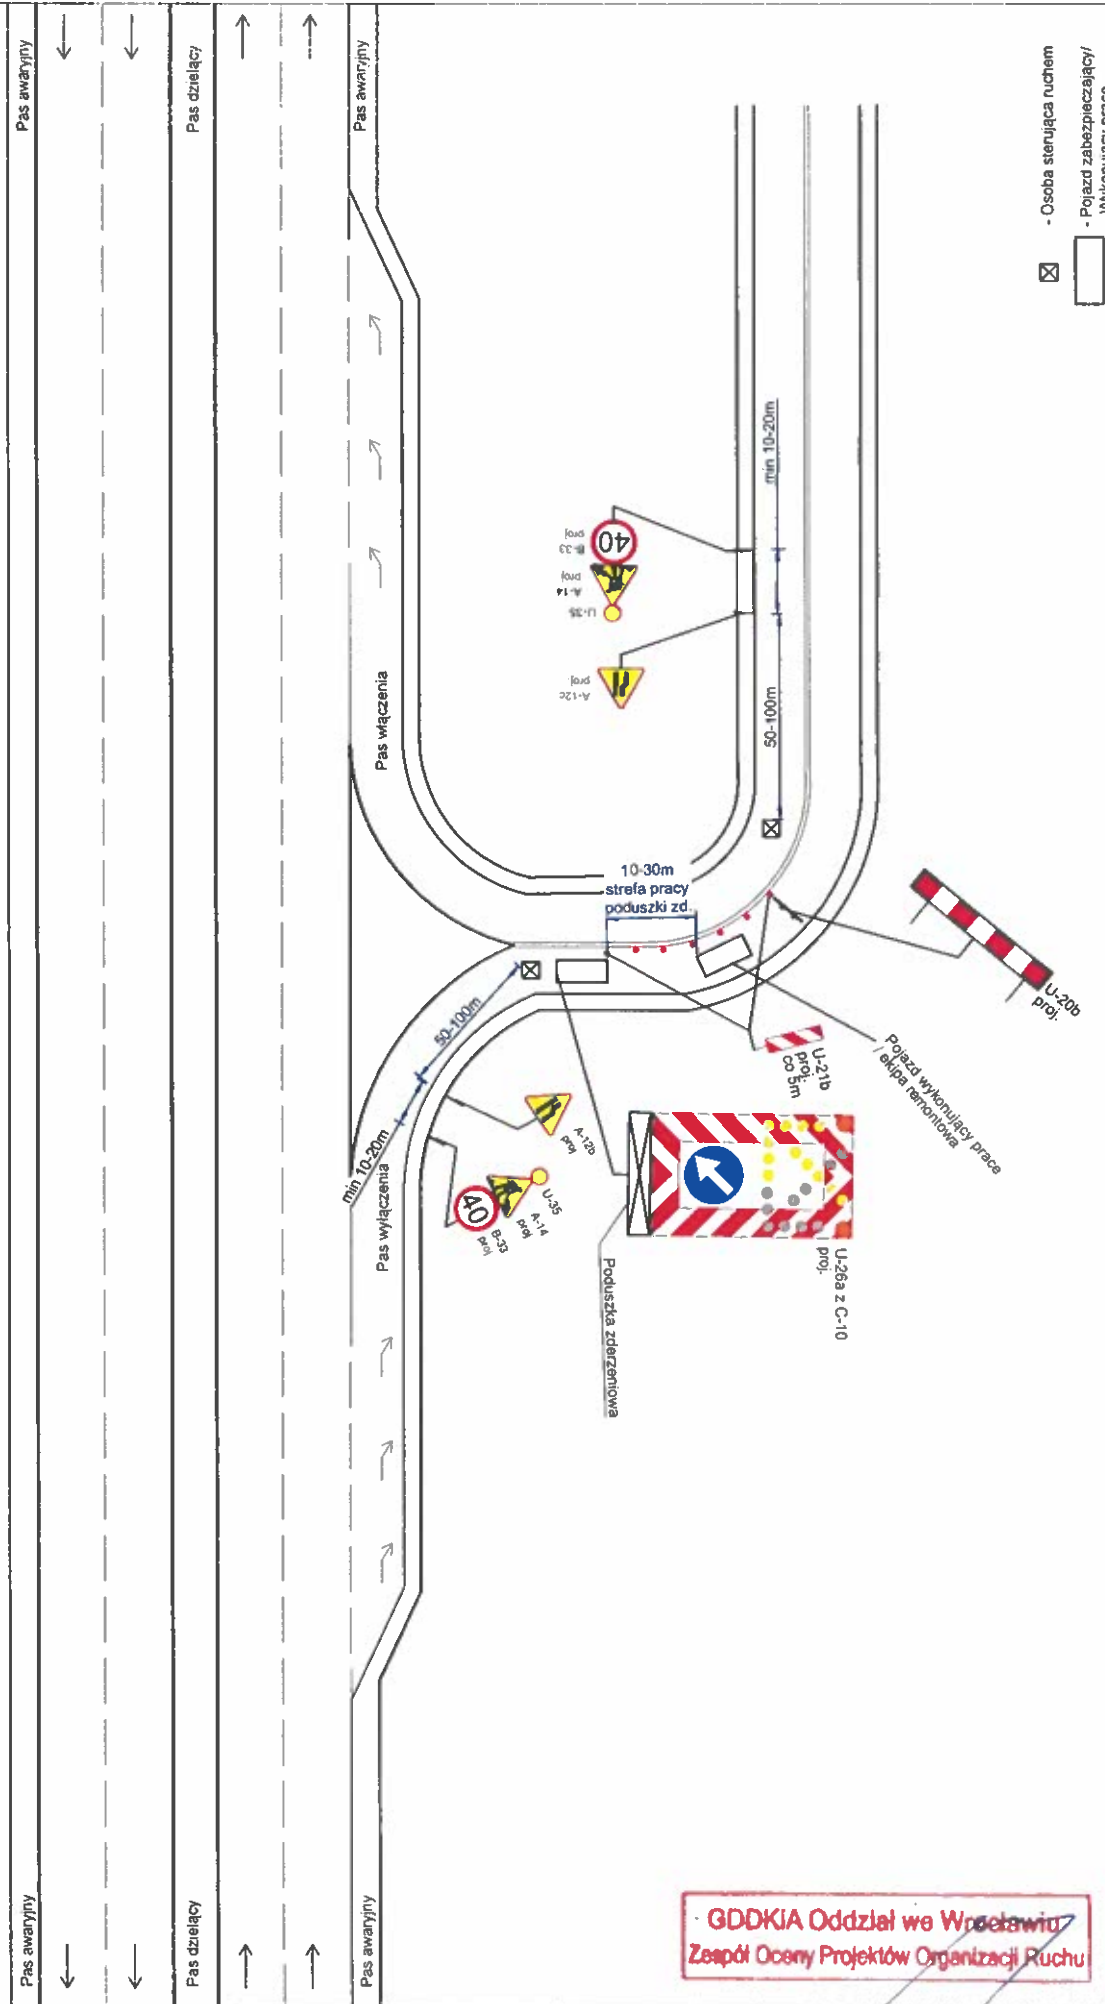 Pas awaryjny
Pas dzielący
Pas awaryjny
- Osoba sterująca ruchem
- Pojazd zabezpieczający/
Pas włączenia
B-33
proj
40
A-14
proj
U-35
A-12c
proj
min 10-20m
50-100m
10-30m
strefa pracy
poduszki zd.
50-100m
min 10-20m
Pas wyłączenia
A-12b
proj
U-35
A-14
proj
B-33
proj
40
U-20b
proj.
U-21b
proj.
co 5m
Pojazd wykonujący prace
/ ekipa remontowa
U-26a z C-10
proj.
Poduszka zderzeniowa
Pas awaryjny
Pas dzielący
Pas awaryjny
GDDKiA Oddział we Wrocławiu
Zespół Oceny Projektów Organizacji Ruchu